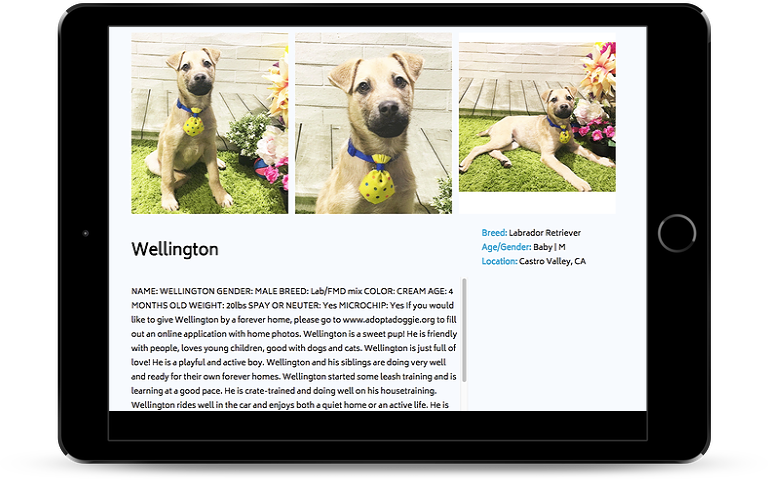 Wellington
Breed: Labrador Retriever
Age/Gender: Baby | M
Location: Castro Valley, CA
NAME: WELLINGTON GENDER: MALE BREED: Lab/FMD mix COLOR: CREAM AGE: 4
MONTHS OLD WEIGHT: 20lbs SPAY OR NEUTER: Yes MICROCHIP: Yes If you would
like to give Wellington by a forever home, please go to www.adoptadoggie.org to fill
out an online application with home photos. Wellington is a sweet pup! He is friendly
with people, loves young children, good with dogs and cats. Wellington is just full of
love! He is a playful and active boy. Wellington and his siblings are doing very well
and ready for their own forever homes. Wellington started some leash training and is
learning at a good pace. He is crate-trained and doing well on his housetraining.
Wellington rides well in the car and enjoys both a quiet home or an active life. He is